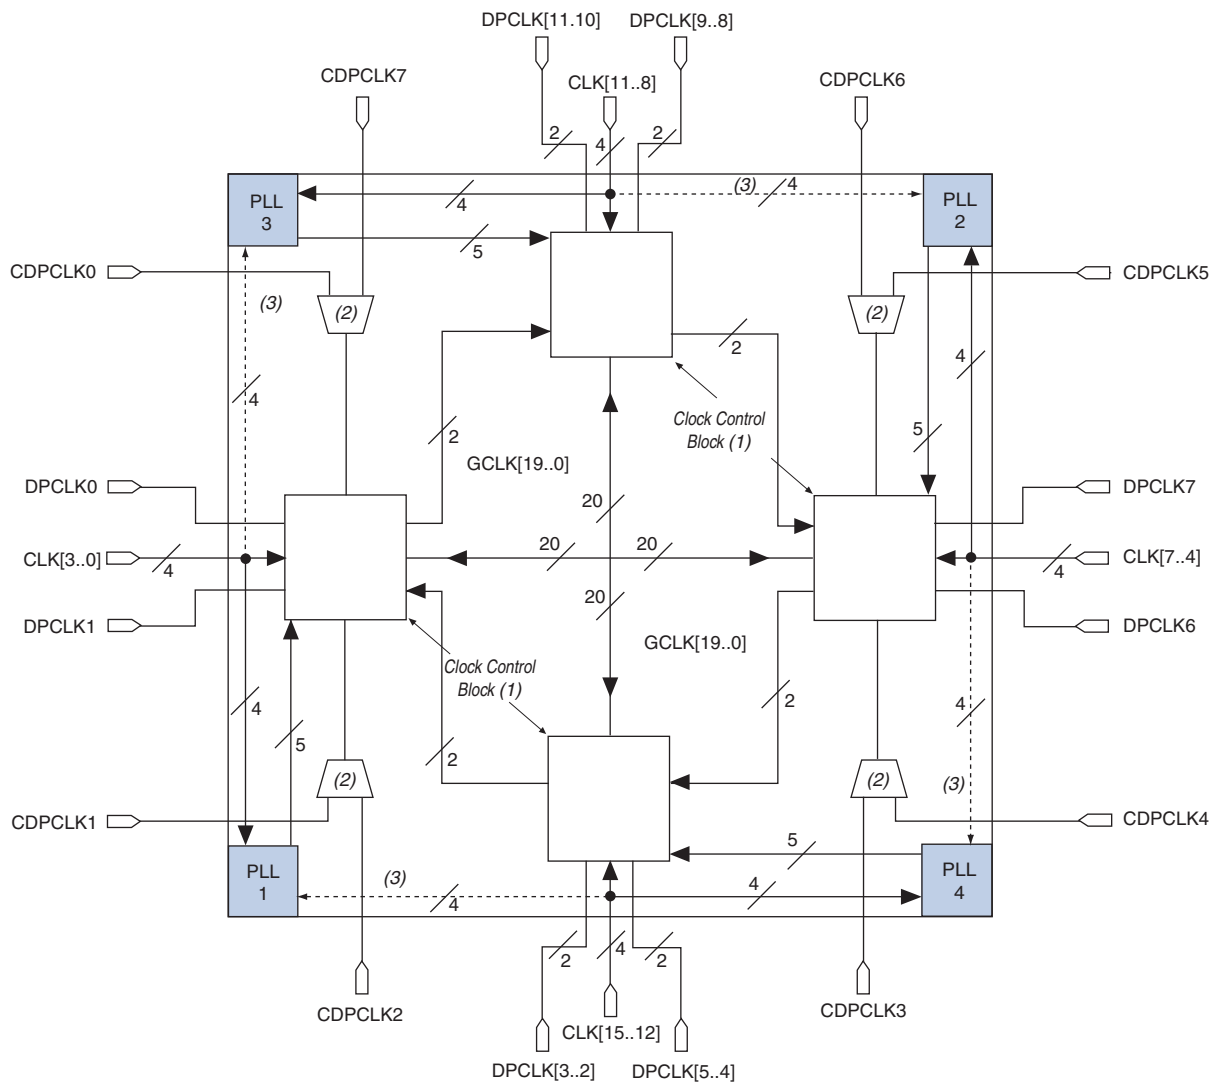 DPCLK[11.10] DPCLK[9..8]
CDPCLK7 CLK[11..8] CDPCLK6
2 4 2
PLL
3
4
(3)
4
PLL
2
5
CDPCLK0
CDPCLK5
(3)
(2)
(2)
2
4
4
Clock Control
Block (1)
2
5
GCLK[19..0]
DPCLK0
DPCLK7
20
CLK[3..0]
4
20
20
4
CLK[7..4]
20
DPCLK1
DPCLK6
GCLK[19..0]
Clock Control
Block (1)
4
5
2
2
4
(2)
(2)
(3)
CDPCLK1
CDPCLK4
5
PLL
1
(3)
4
4
PLL
4
2 4 2
CDPCLK2
CDPCLK3
CLK[15..12]
DPCLK[3..2] DPCLK[5..4]